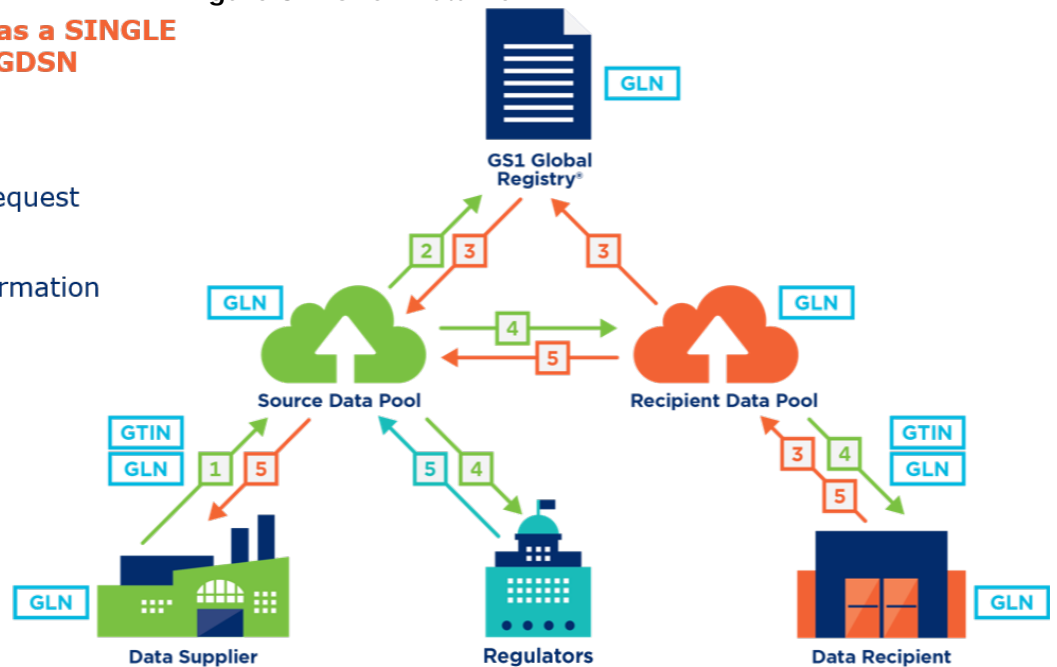 as a SINGLE
GDSN
GLN
GS1 Global
Registry®
equest
2
3
3
rmation
GLN
GLN
4
5
Source Data Pool
Recipient Data Pool
GTIN
GLN
GTIN
GLN
1
5
5
4
3
4
5
GLN
GLN
Data Supplier
Regulators
Data Recipient